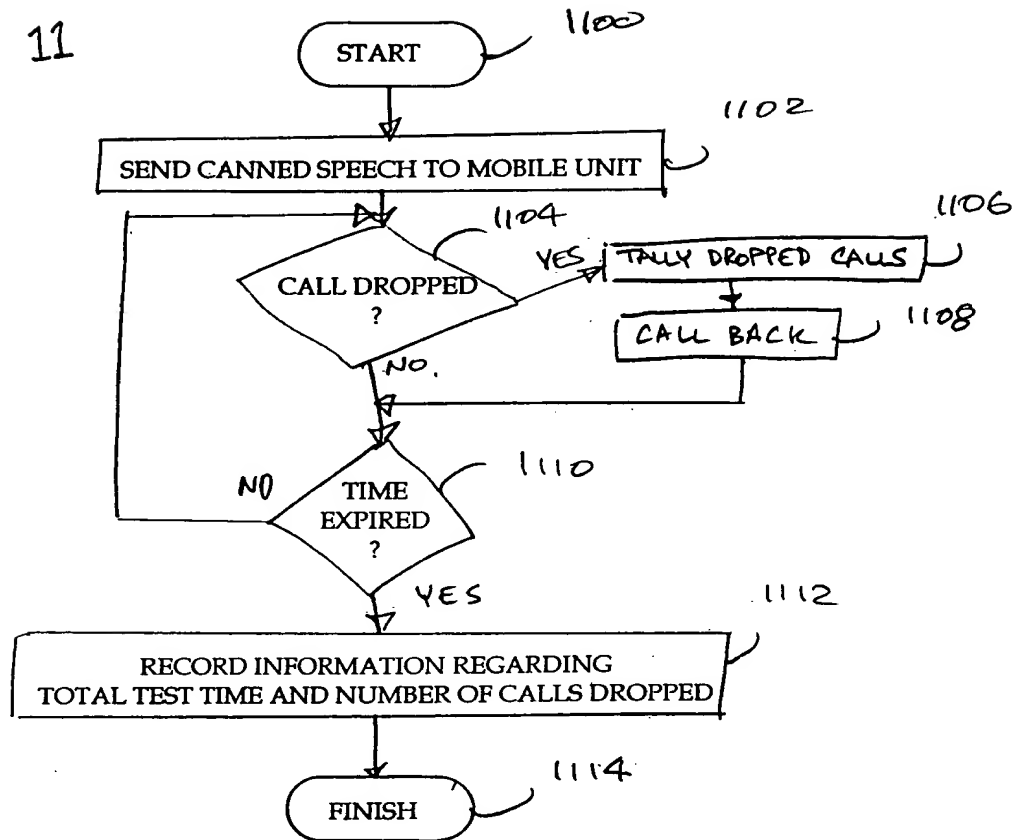 11
START
1100
1102
SEND CANNED SPEECH TO MOBILE UNIT
1104
1106
CALL DROPPED
?
YES
TALLY DROPPED CALLS
1108
CALL BACK
NO.
1110
NO
TIME
EXPIRED
?
YES
1112
RECORD INFORMATION REGARDING
TOTAL TEST TIME AND NUMBER OF CALLS DROPPED
1114
FINISH